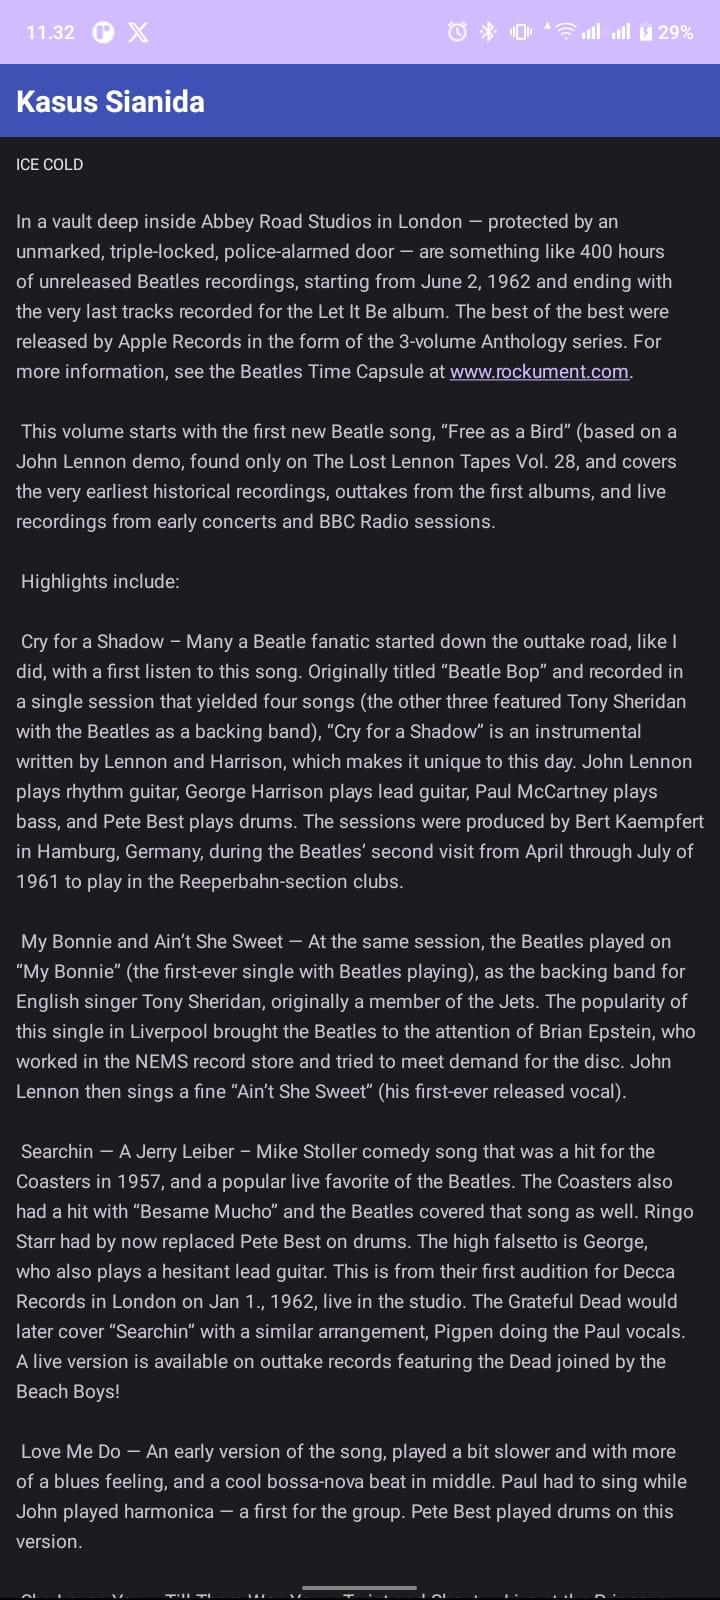 11.32
29%
Kasus Sianida
ICE COLD
In a vault deep inside Abbey Road Studios in London — protected by an
unmarked, triple-locked, police-alarmed door — are something like 400 hours
of unreleased Beatles recordings, starting from June 2, 1962 and ending with
the very last tracks recorded for the Let It Be album. The best of the best were
released by Apple Records in the form of the 3-volume Anthology series. For
more information, see the Beatles Time Capsule at www.rockument.com.
This volume starts with the first new Beatle song, “Free as a Bird” (based on a
John Lennon demo, found only on The Lost Lennon Tapes Vol. 28, and covers
the very earliest historical recordings, outtakes from the first albums, and live
recordings from early concerts and BBC Radio sessions.
Highlights include:
Cry for a Shadow – Many a Beatle fanatic started down the outtake road, like I
did, with a first listen to this song. Originally titled “Beatle Bop” and recorded in
a single session that yielded four songs (the other three featured Tony Sheridan
with the Beatles as a backing band), “Cry for a Shadow” is an instrumental
written by Lennon and Harrison, which makes it unique to this day. John Lennon
plays rhythm guitar, George Harrison plays lead guitar, Paul McCartney plays
bass, and Pete Best plays drums. The sessions were produced by Bert Kaempfert
in Hamburg, Germany, during the Beatles’ second visit from April through July of
1961 to play in the Reeperbahn-section clubs.
My Bonnie and Ain’t She Sweet — At the same session, the Beatles played on
“My Bonnie” (the first-ever single with Beatles playing), as the backing band for
English singer Tony Sheridan, originally a member of the Jets. The popularity of
this single in Liverpool brought the Beatles to the attention of Brian Epstein, who
worked in the NEMS record store and tried to meet demand for the disc. John
Lennon then sings a fine “Ain’t She Sweet” (his first-ever released vocal).
Searchin — A Jerry Leiber – Mike Stoller comedy song that was a hit for the
Coasters in 1957, and a popular live favorite of the Beatles. The Coasters also
had a hit with “Besame Mucho” and the Beatles covered that song as well. Ringo
Starr had by now replaced Pete Best on drums. The high falsetto is George,
who also plays a hesitant lead guitar. This is from their first audition for Decca
Records in London on Jan 1., 1962, live in the studio. The Grateful Dead would
later cover “Searchin” with a similar arrangement, Pigpen doing the Paul vocals.
A live version is available on outtake records featuring the Dead joined by the
Beach Boys!
Love Me Do — An early version of the song, played a bit slower and with more
of a blues feeling, and a cool bossa-nova beat in middle. Paul had to sing while
John played harmonica — a first for the group. Pete Best played drums on this
version.